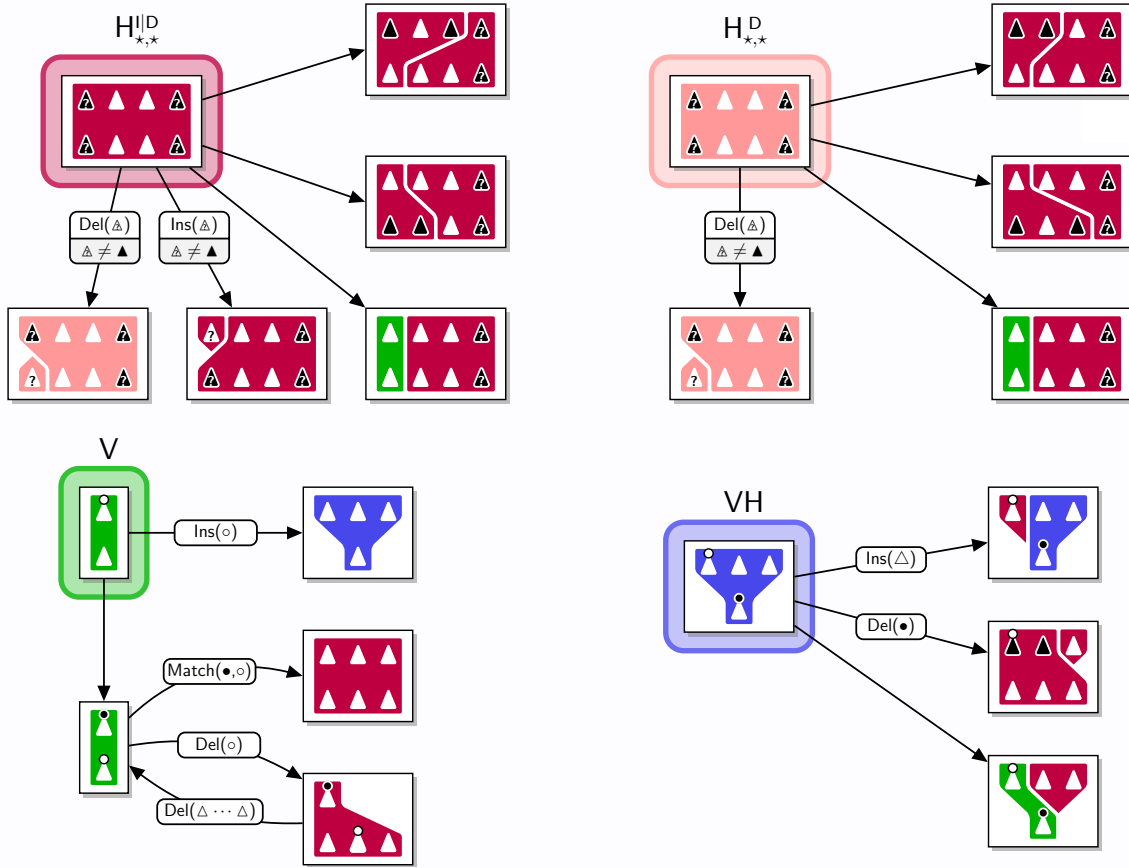 H^{I|D}_{⋆,⋆}
H^{D}_{⋆,⋆}
? ? ? ?
? ?
? ?
? ?
? ? ? ?
? ?
? ?
Del(⍰)
⍰ ≠ ▲
Ins(⍰)
⍰ ≠ ▲
Del(⍰)
⍰ ≠ ▲
? ?
? ?
?
? ?
? ?
? ?
? ?
? ?
? ?
V
VH
Ins(○)
Ins(△)
Del(●)
Match(●,○)
Del(○)
Del(△ ⋯ △)